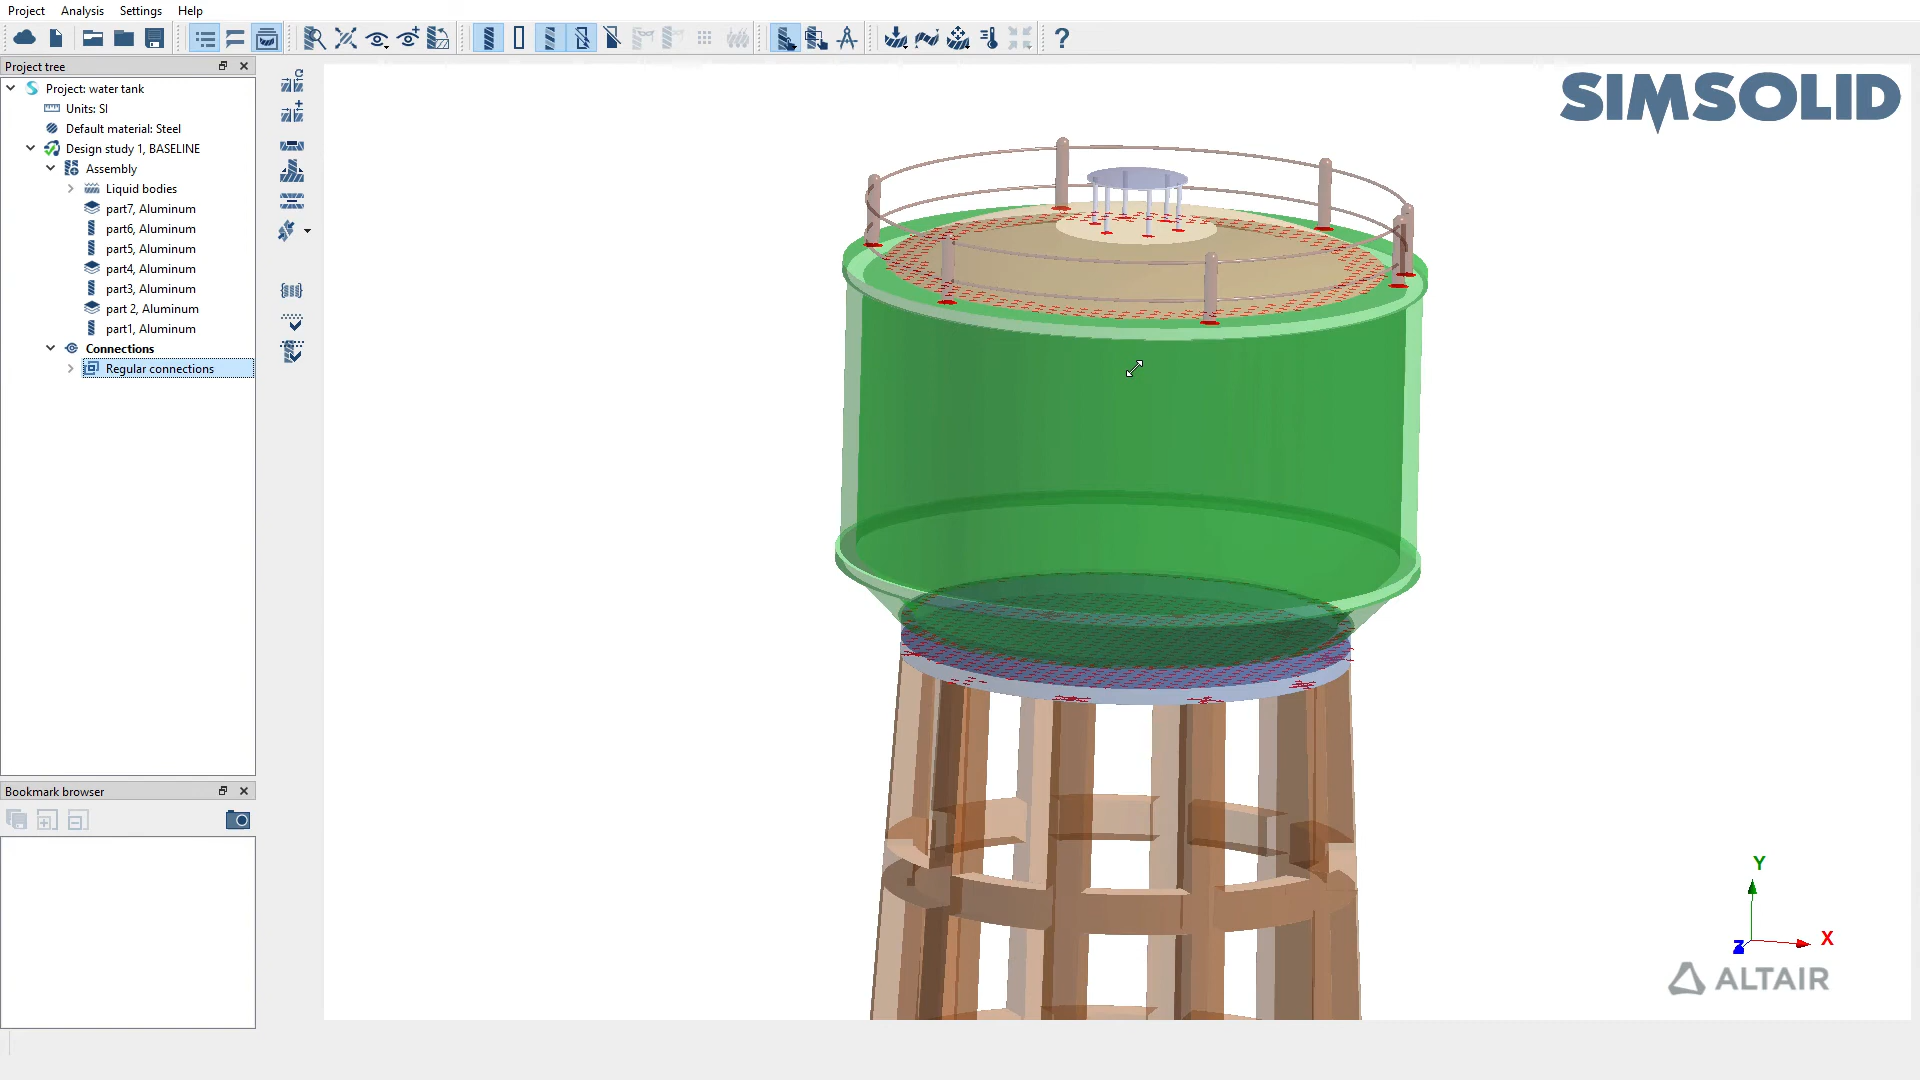 Project Analysis Settings Help
Project tree
Project: water tank
Units: SI
Default material: Steel
Design study 1, BASELINE
Assembly
Liquid bodies
part7, Aluminum
part6, Aluminum
part5, Aluminum
part4, Aluminum
part3, Aluminum
part 2, Aluminum
part1, Aluminum
Connections
Regular connections
Bookmark browser
SIMSOLID
Y
X
Z
ALTAIR